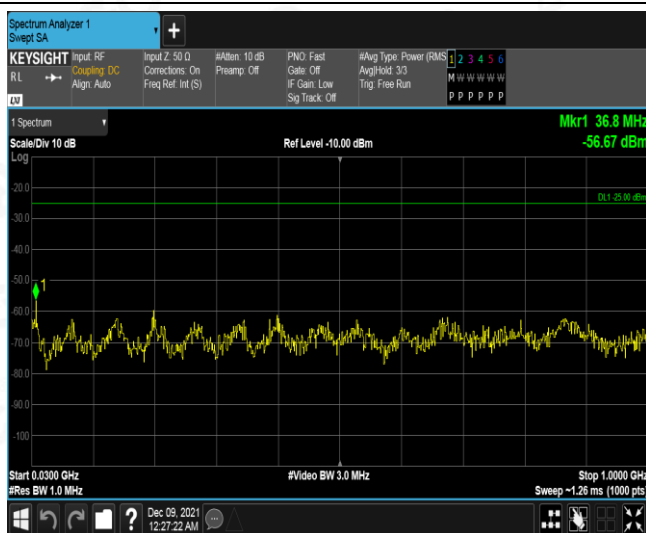 Spectrum Analyzer 1
Swept SA
+
KEYSIGHT
RL
LXI
Input: RF
Coupling: DC
Align: Auto
Input Z: 50 Ω
Corrections: On
Freq Ref: Int (S)
#Atten: 10 dB
Preamp: Off
PNO: Fast
Gate: Off
IF Gain: Low
Sig Track: Off
#Avg Type: Power (RMS
Avg|Hold: 3/3
Trig: Free Run
1 2 3 4 5 6
M W W W W W
P P P P P P
1 Spectrum
Mkr1 36.8 MHz
Scale/Div 10 dB
Ref Level -10.00 dBm
-56.67 dBm
Log
-20.0
DL1 -25.00 dBm
-30.0
-40.0
-50.0
1
-60.0
-70.0
-80.0
-90.0
-100
Start 0.0300 GHz
#Video BW 3.0 MHz
Stop 1.0000 GHz
#Res BW 1.0 MHz
Sweep ~1.26 ms (1000 pts)
?
Dec 09, 2021
12:27:22 AM